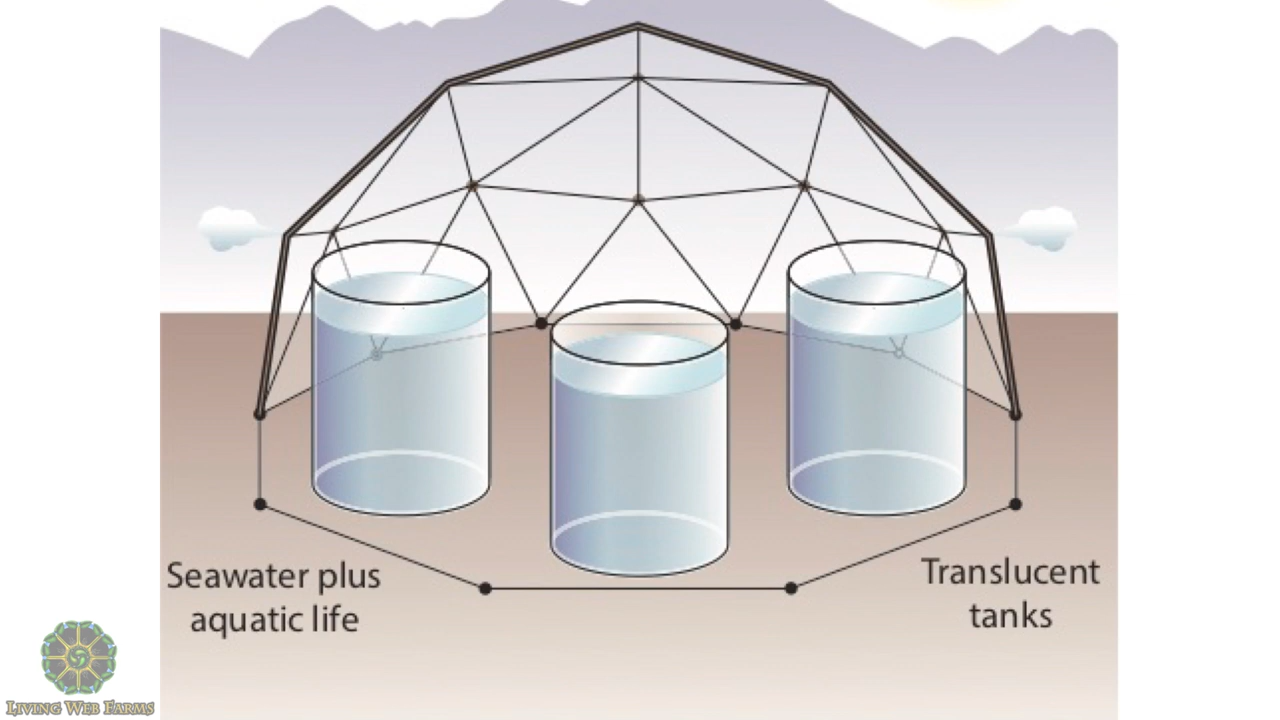 Seawater plus
aquatic life
Translucent
tanks
LIVING WEB FARMS